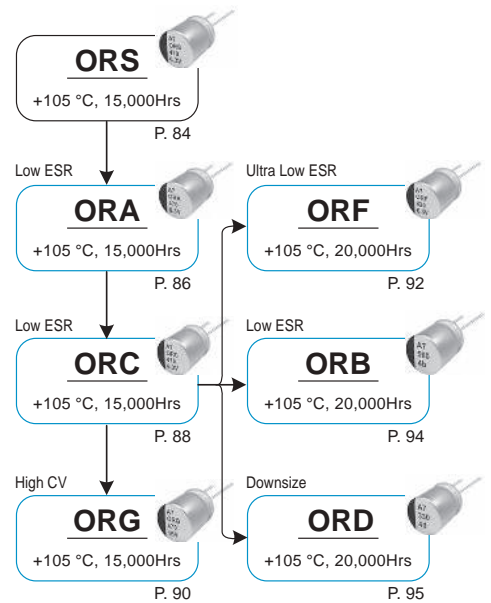 ORS
+105 °C, 15,000Hrs
P. 84
Low ESR
ORA
+105 °C, 15,000Hrs
P. 86
Ultra Low ESR
ORF
+105 °C, 20,000Hrs
P. 92
Low ESR
ORC
+105 °C, 15,000Hrs
P. 88
Low ESR
ORB
+105 °C, 20,000Hrs
P. 94
High CV
ORG
+105 °C, 15,000Hrs
P. 90
Downsize
ORD
+105 °C, 20,000Hrs
P. 95